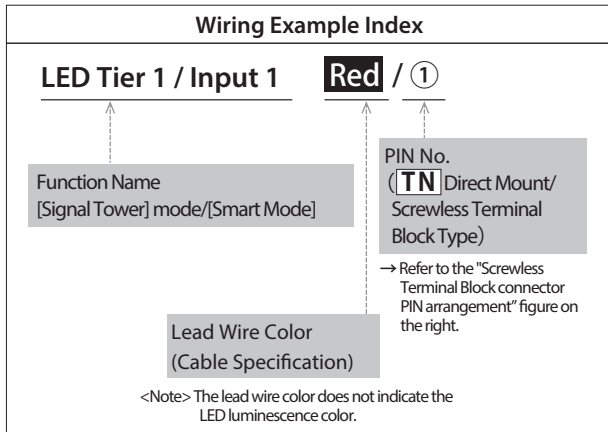 Wiring Example Index
LED Tier 1 / Input 1 Red / ①
Function Name
[Signal Tower] mode/[Smart Mode]
PIN No.
(TN Direct Mount/
Screwless Terminal
Block Type)
→ Refer to the "Screwless
Terminal Block connector
PIN arrangement” figure on
the right.
Lead Wire Color
(Cable Specification)
<Note> The lead wire color does not indicate the
LED luminescence color.